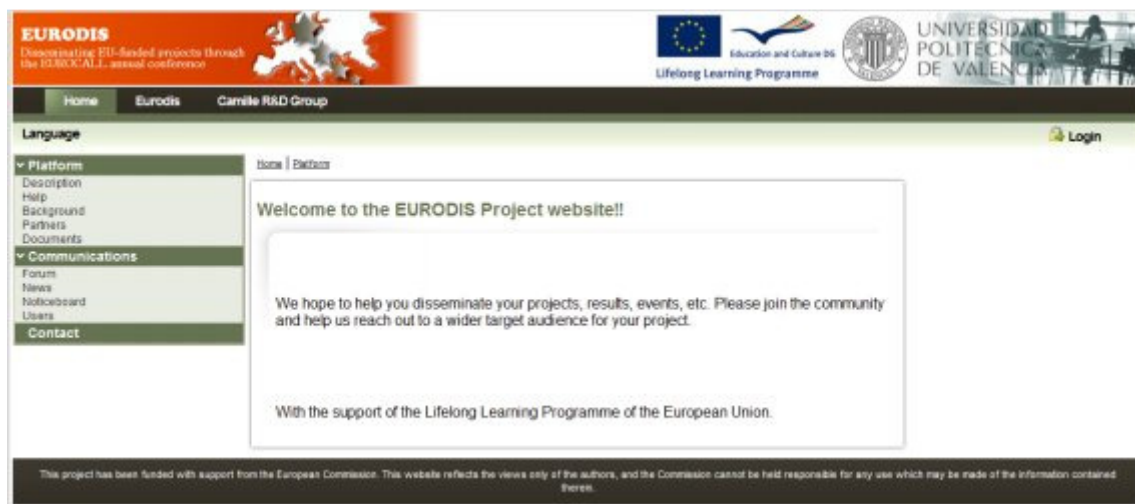 EURODIS
Disseminating EU-funded projects through
the EUROCALL annual conference
Education and Culture DG
Lifelong Learning Programme
UNIVERSIDAD
POLITECNICA
DE VALENCIA
Home Eurodis Camille R&D Group
Language
Login
Platform
Description
Help
Background
Partners
Documents
Communications
Forum
News
Noticeboard
Users
Contact
Home | Platform
Welcome to the EURODIS Project website!!
We hope to help you disseminate your projects, results, events, etc. Please join the community
and help us reach out to a wider target audience for your project.
With the support of the Lifelong Learning Programme of the European Union.
This project has been funded with support from the European Commission. This website reflects the views only of the authors, and the Commission cannot be held responsible for any use which may be made of the information contained
therein.